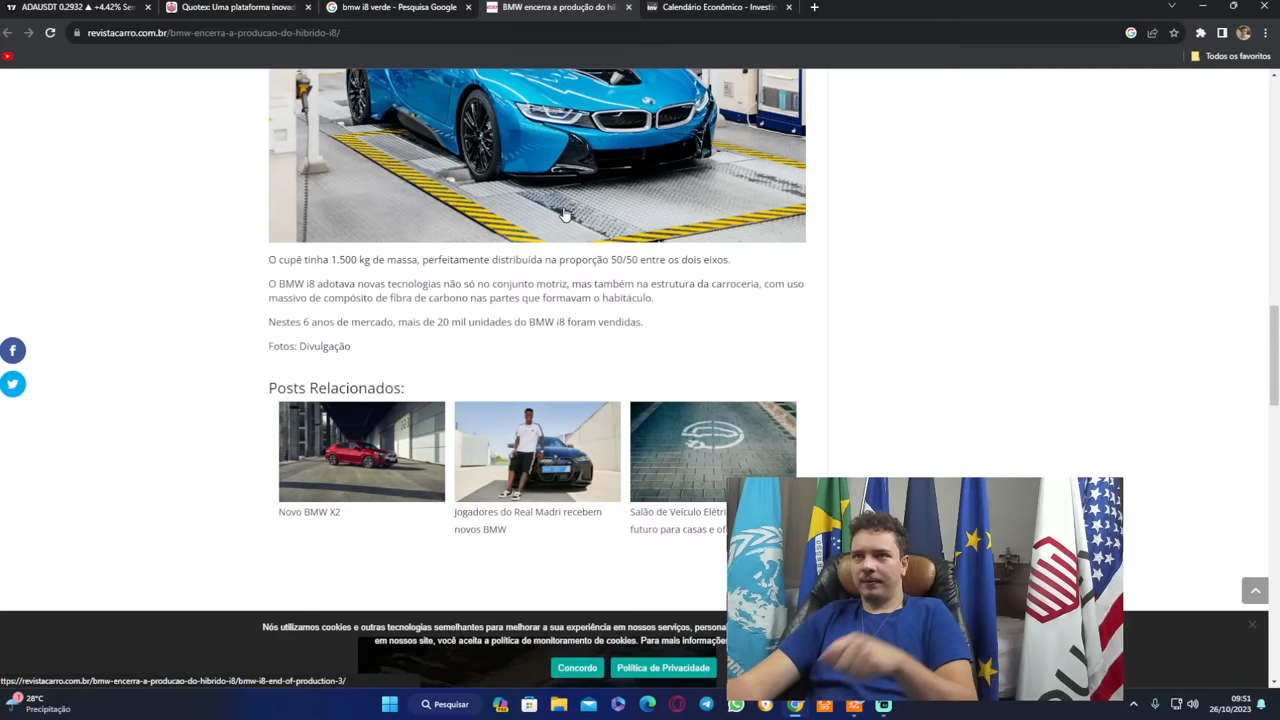 ADAUSDT 0.2932 ▲ +4.42% Sem
Quotex: Uma plataforma inovad
bmw i8 verde - Pesquisa Google
BMW encerra a produção do hí
Calendário Econômico - Investin
revistacarro.com.br/bmw-encerra-a-producao-do-hibrido-i8/
Todos os favoritos
O cupê tinha 1.500 kg de massa, perfeitamente distribuída na proporção 50/50 entre os dois eixos.
O BMW i8 adotava novas tecnologias não só no conjunto motriz, mas também na estrutura da carroceria, com uso
massivo de compósito de fibra de carbono nas partes que formavam o habitáculo.
Nestes 6 anos de mercado, mais de 20 mil unidades do BMW i8 foram vendidas.
Fotos: Divulgação
Posts Relacionados:
Novo BMW X2
Jogadores do Real Madri recebem
novos BMW
Salão de Veículo Elétri
futuro para casas e of
Nós utilizamos cookies e outras tecnologias semelhantes para melhorar a sua experiência em nossos serviços, persona
em nosso site, você aceita a política de monitoramento de cookies. Para mais informaçõe
Concordo
Política de Privacidade
ttps://revistacarro.com.br/bmw-encerra-a-producao-do-hibrido-i8/bmw-i8-end-of-production-3/
1
28°C
Precipitação
Pesquisar
09:51
26/10/2023